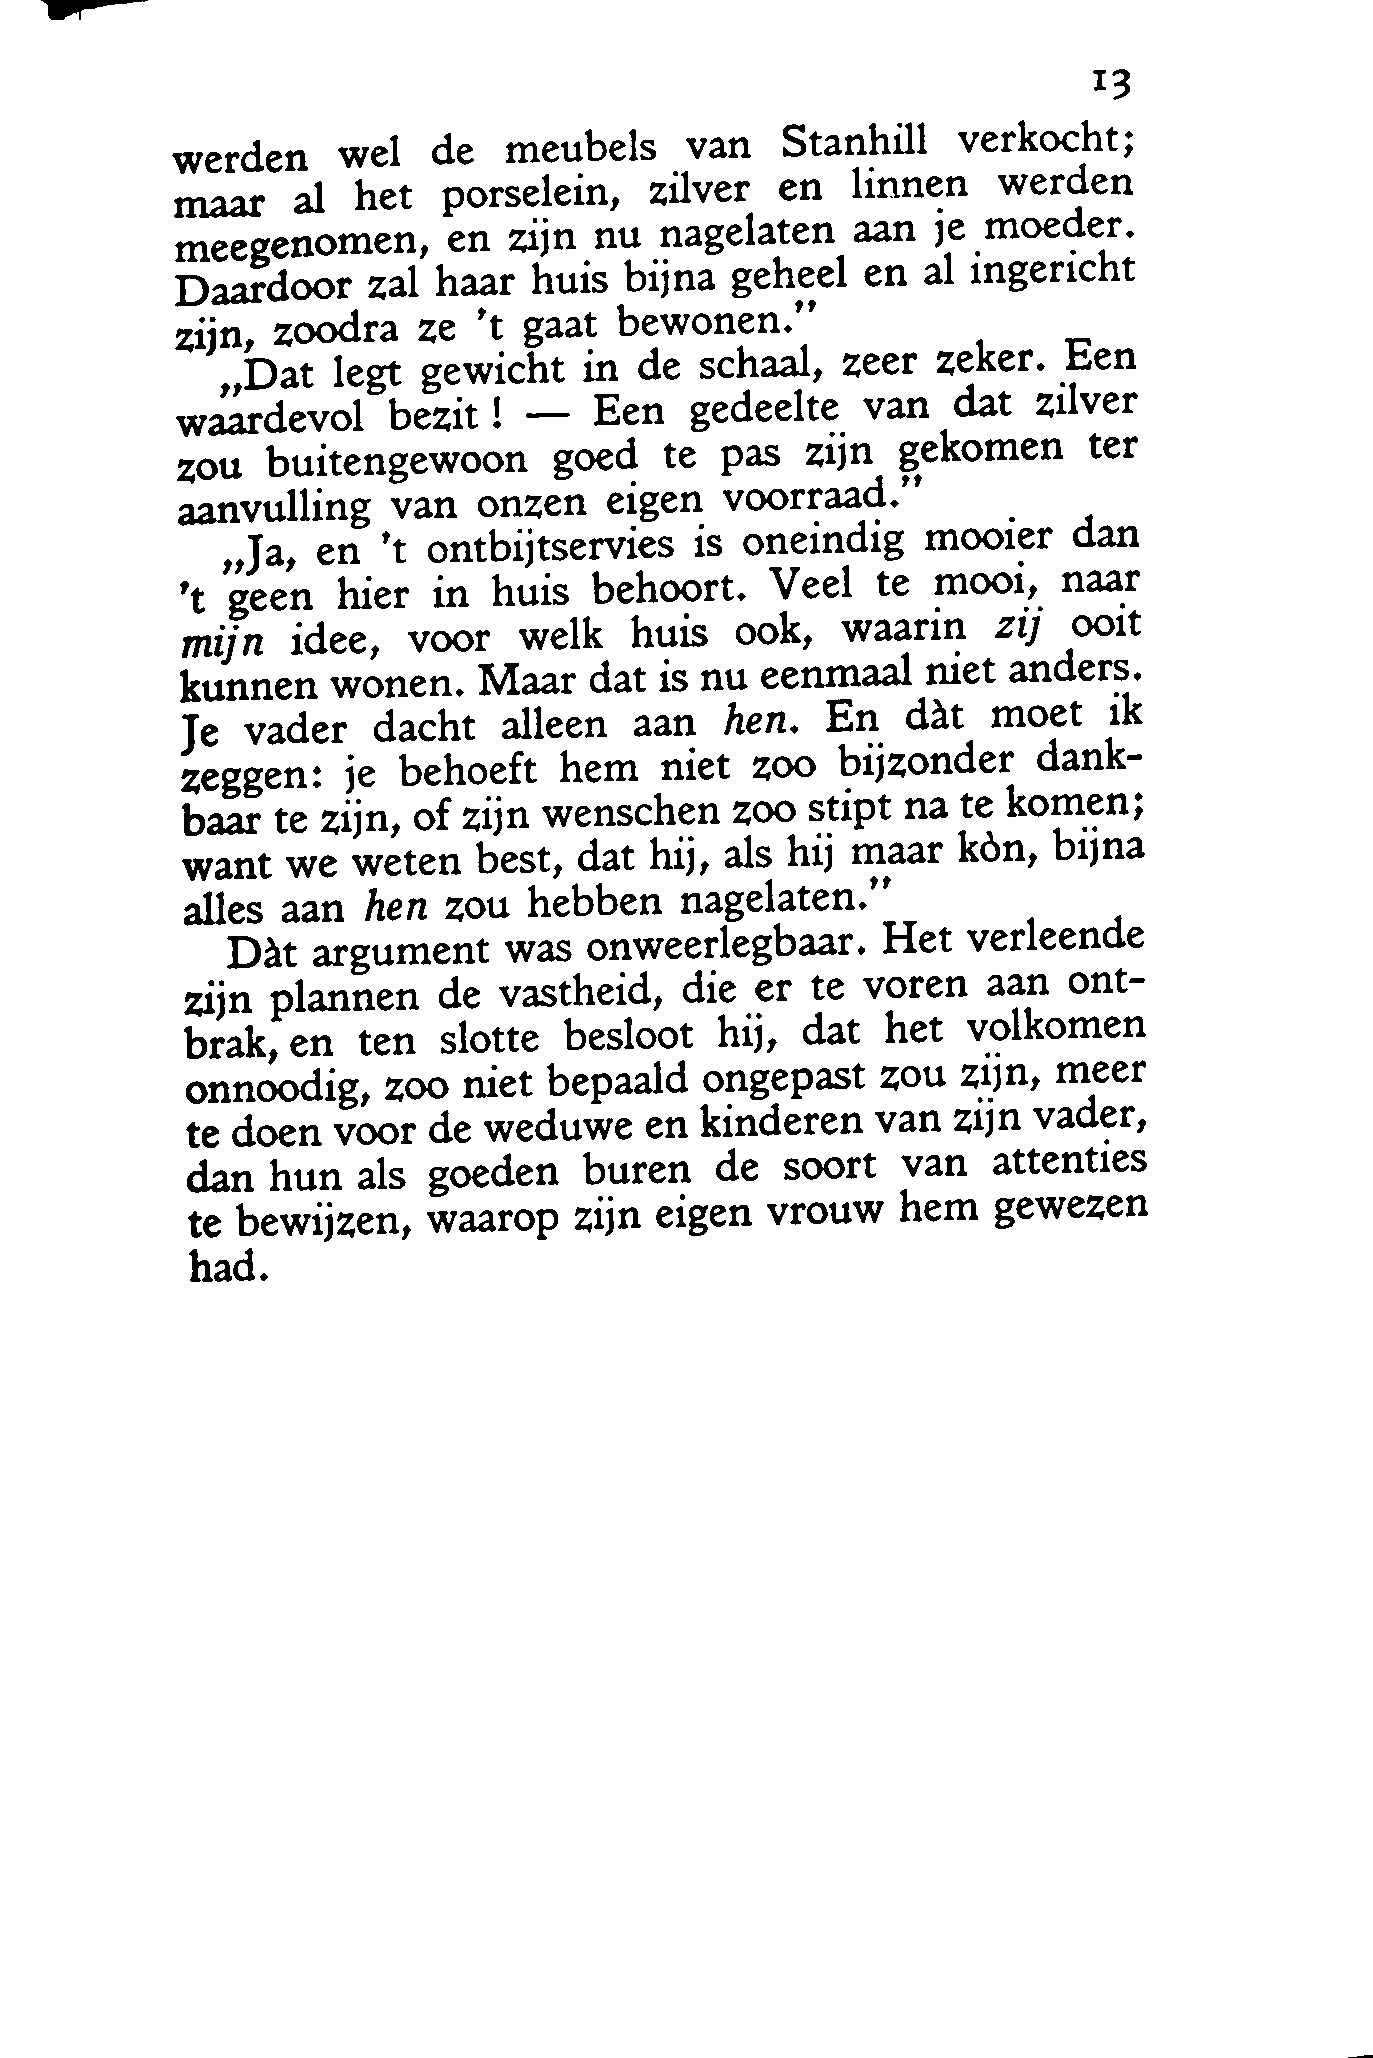 13
werden wel de meubels van Stanhill verkocht;
maar al het porselein, zilver en linnen werden
meegenomen, en zijn nu nagelaten aan je moeder.
Daardoor zal haar huis bijna geheel en al ingericht
zijn, zoodra ze 't gaat bewonen.”
„Dat legt gewicht in de schaal, zeer zeker. Een
waardevol bezit! — Een gedeelte van dat zilver
zou buitengewoon goed te pas zijn gekomen ter
aanvulling van onzen eigen voorraad.”
„Ja, en 't ontbijtservies is oneindig mooier dan
't geen hier in huis behoort. Veel te mooi, naar
mijn idee, voor welk huis ook, waarin zij ooit
kunnen wonen. Maar dat is nu eenmaal niet anders.
Je vader dacht alleen aan hen. En dàt moet ik
zeggen: je behoeft hem niet zoo bijzonder dank-
baar te zijn, of zijn wenschen zoo stipt na te komen;
want we weten best, dat hij, als hij maar kòn, bijna
alles aan hen zou hebben nagelaten.”
Dàt argument was onweerlegbaar. Het verleende
zijn plannen de vastheid, die er te voren aan ont-
brak, en ten slotte besloot hij, dat het volkomen
onnoodig, zoo niet bepaald ongepast zou zijn, meer
te doen voor de weduwe en kinderen van zijn vader,
dan hun als goeden buren de soort van attenties
te bewijzen, waarop zijn eigen vrouw hem gewezen
had.